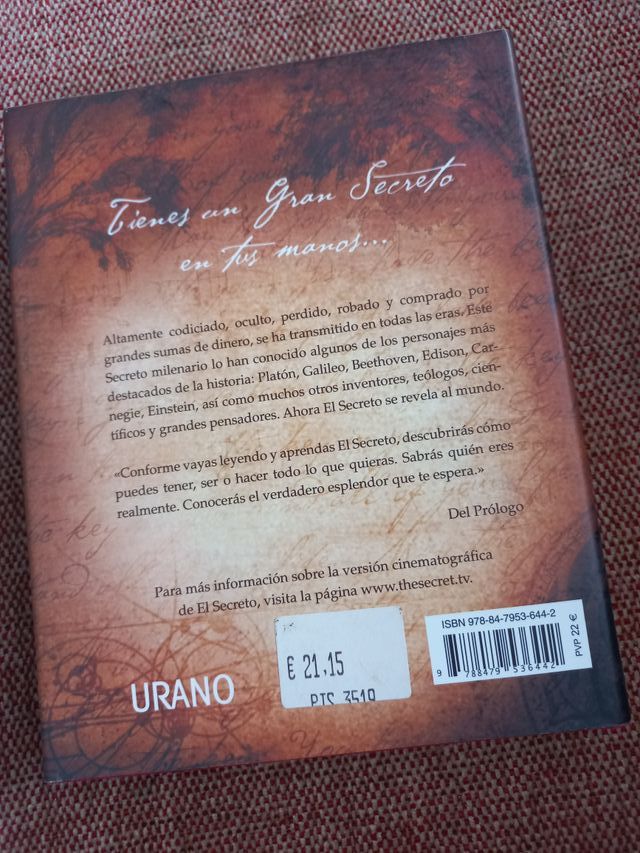 Tienes un Gran Secreto
en tus manos...
Altamente codiciado, oculto, perdido, robado y comprado por
grandes sumas de dinero, se ha transmitido en todas las eras. Este
Secreto milenario lo han conocido algunos de los personajes más
destacados de la historia: Platón, Galileo, Beethoven, Edison, Car-
negie, Einstein, así como muchos otros inventores, teólogos, cien-
tíficos y grandes pensadores. Ahora El Secreto se revela al mundo.
«Conforme vayas leyendo y aprendas El Secreto, descubrirás cómo
puedes tener, ser o hacer todo lo que quieras. Sabrás quién eres
realmente. Conocerás el verdadero esplendor que te espera.»
Del Prólogo
Para más información sobre la versión cinematográfica
de El Secreto, visita la página www.thesecret.tv.
ISBN 978-84-7953-644-2
9 788479 536442
PVP 22 €
€ 21,15
PTS 3519
URANO